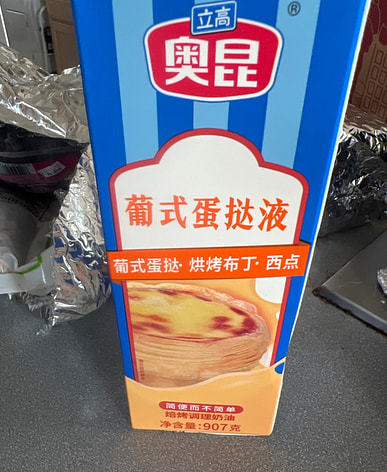 立高
®
奥昆
葡式蛋挞液
葡式蛋挞·烘烤布丁·西点
简便而不简单
焙烤调理奶油
净含量:907克